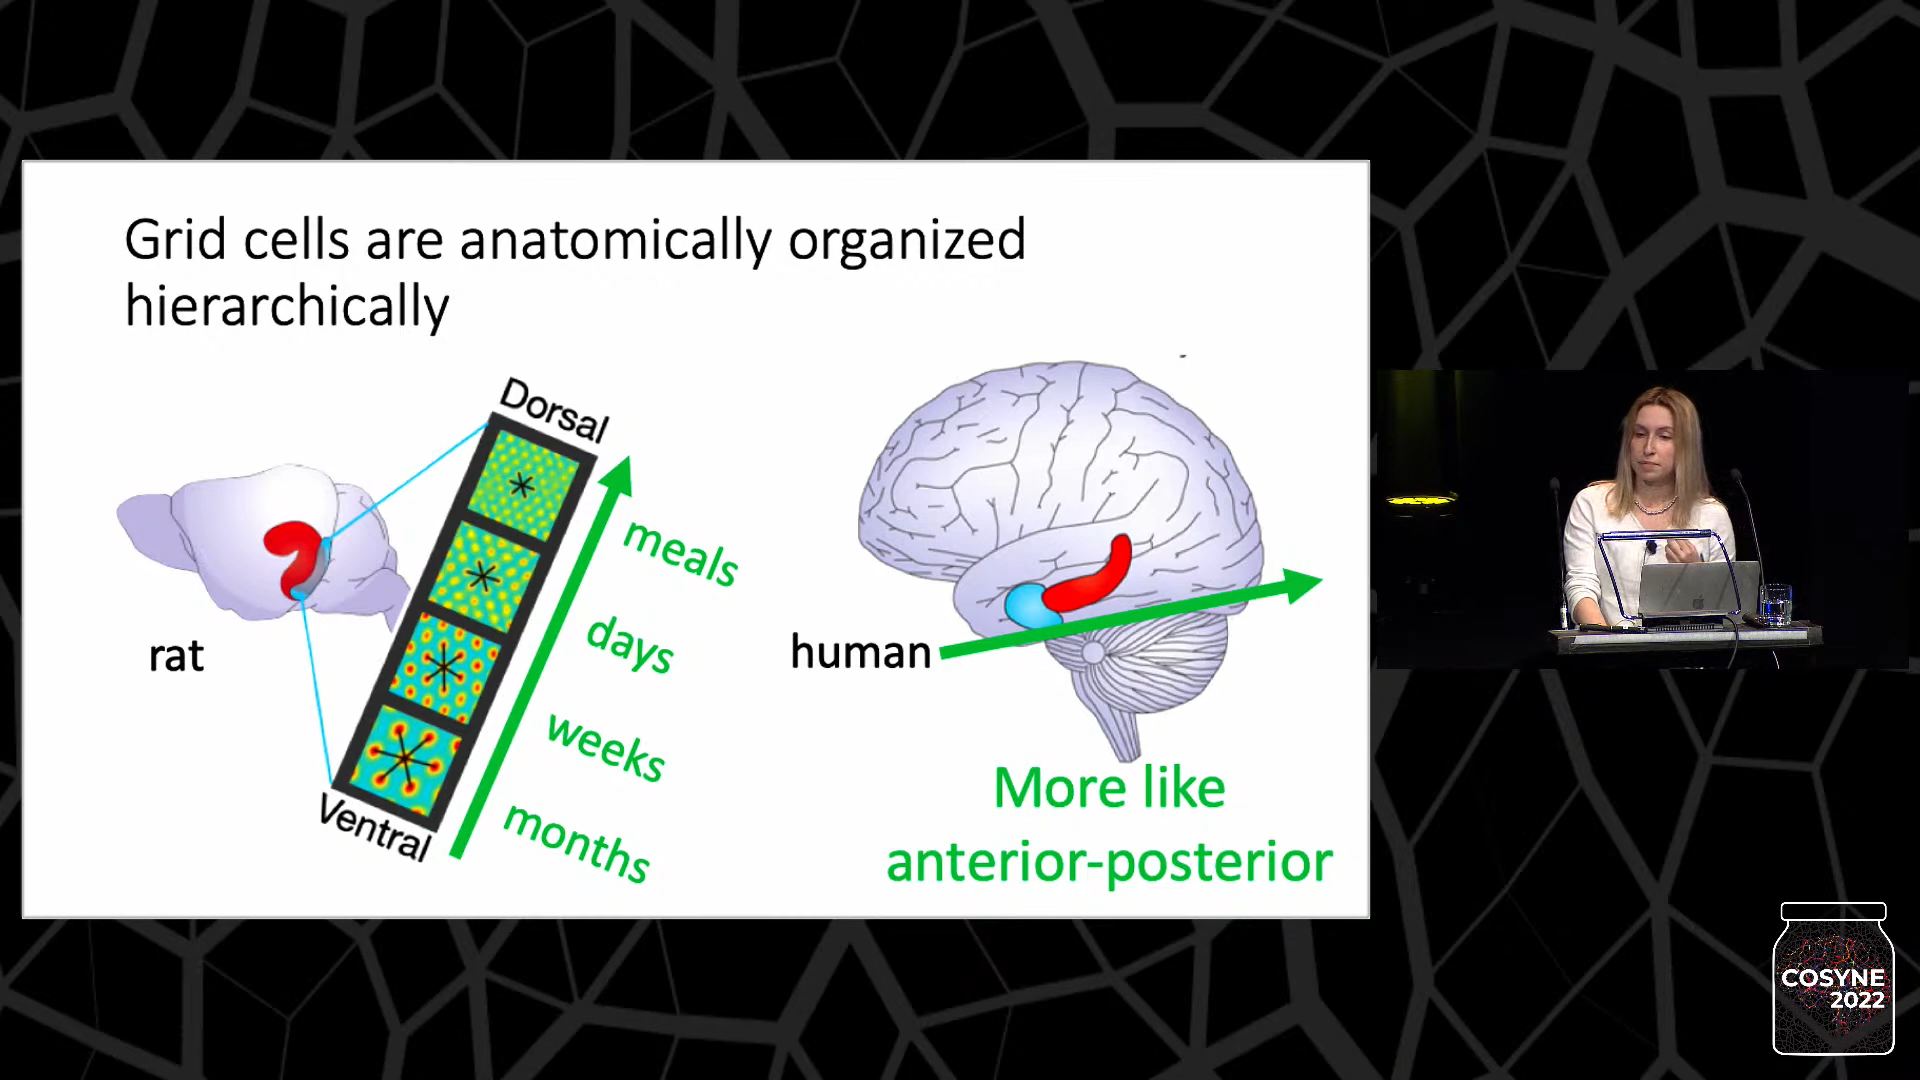 Grid cells are anatomically organized
hierarchically
Dorsal
meals
days
weeks
months
Ventral
rat
human
More like
anterior-posterior
COSYNE
2022